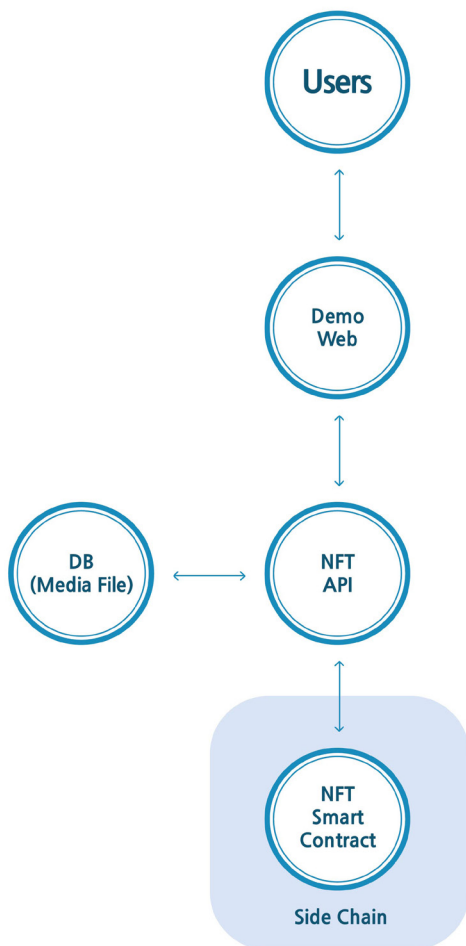 Users
Demo
Web
DB
(Media File)
NFT
API
NFT
Smart
Contract
Side Chain